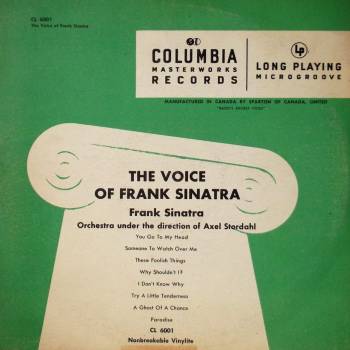 CL 6001
The Voice of Frank Sinatra
COLUMBIA
MASTERWORKS
RECORDS
LP
LONG PLAYING
MICROGROOVE
MANUFACTURED IN CANADA BY SPARTON OF CANADA, LIMITED
"RADIO'S RICHEST VOICE"
THE VOICE
OF FRANK SINATRA
Frank Sinatra
Orchestra under the direction of Axel Stordahl
You Go To My Head
Someone To Watch Over Me
These Foolish Things
Why Shouldn't I?
I Don't Know Why
Try A Little Tenderness
A Ghost Of A Chance
Paradise
CL 6001
Nonbreakable Vinylite